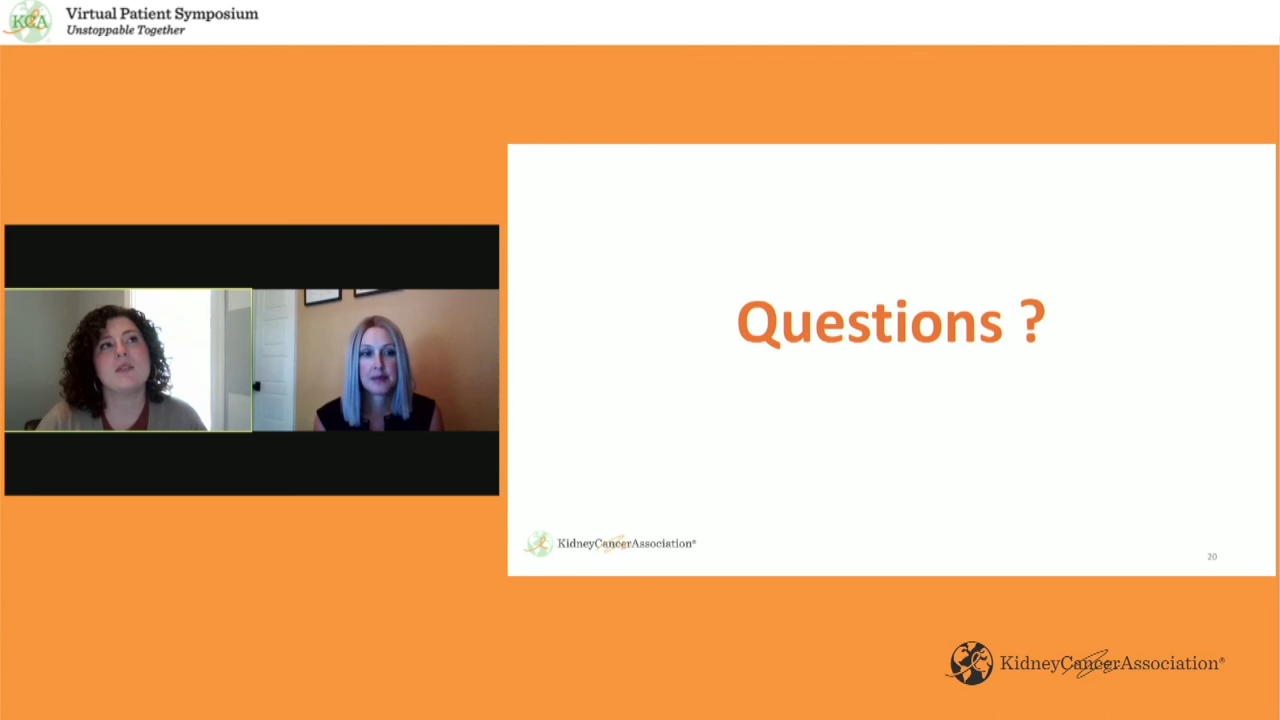 KCA
Virtual Patient Symposium
Unstoppable Together
Questions ?
KidneyCancerAssociation®
20
KidneyCancerAssociation®